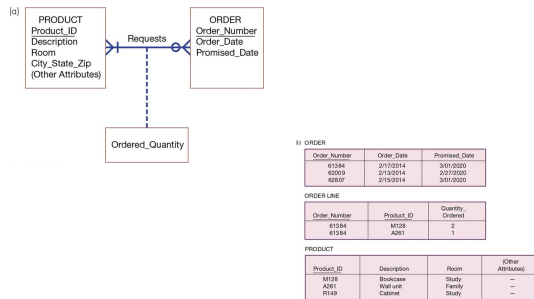 (a)
PRODUCT
Product_ID
Description
Room
City_State_Zip
(Other Attributes)
Requests
ORDER
Order_Number
Order_Date
Promised_Date
Ordered_Quantity
(b) ORDER
Order_Number Order_Date Promised_Date
61384 2/17/2014 3/01/2020
62009 2/13/2014 2/27/2020
62807 2/15/2014 3/01/2020
ORDER LINE
Order_Number Product_ID Quantity_
Ordered
61384 M128 2
61384 A261 1
PRODUCT
Product_ID Description Room (Other
Attributes)
M128 Bookcase Study —
A261 Wall unit Family —
R149 Cabinet Study —